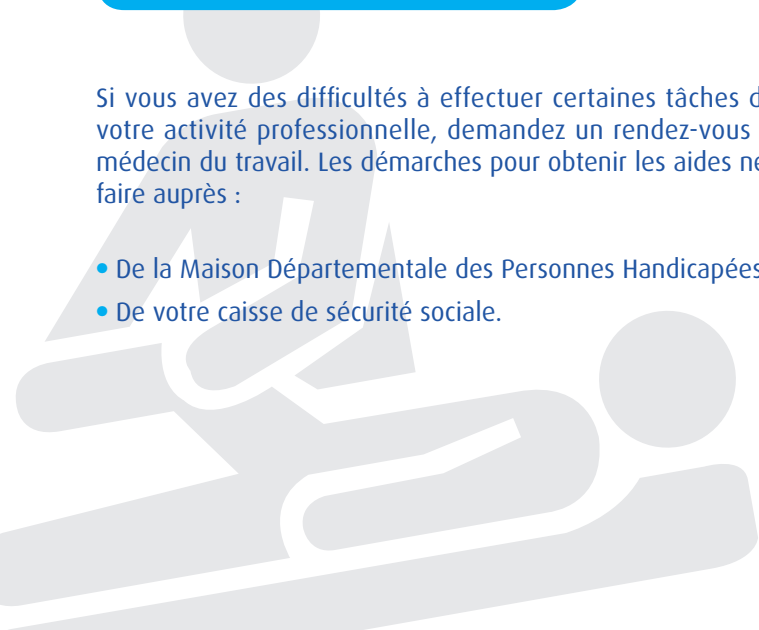 Si vous avez des difficultés à effectuer certaines tâches
votre activité professionnelle, demandez un rendez-vous
médecin du travail. Les démarches pour obtenir les aides
faire auprès :
• De la Maison Départementale des Personnes Handicapées
• De votre caisse de sécurité sociale.